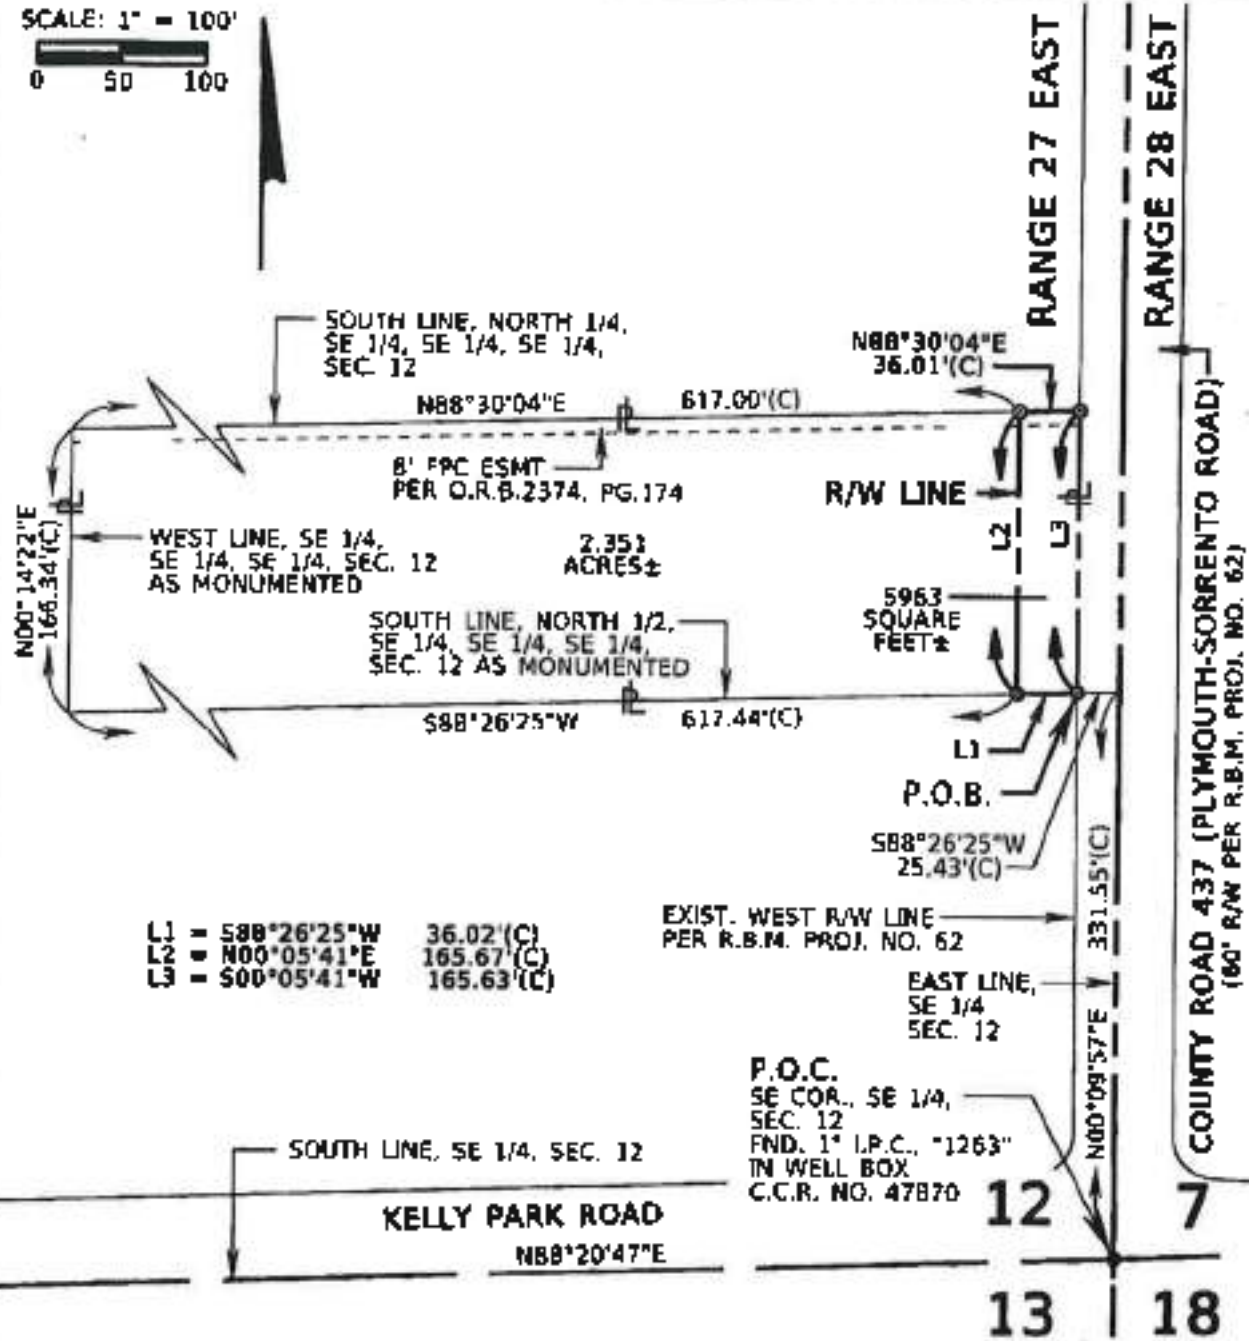 SCALE: 1" = 100'
0 50 100
RANGE 27 EAST
RANGE 28 EAST
SOUTH LINE, NORTH 1/4,
SE 1/4, SE 1/4, SE 1/4,
SEC. 12
N88°30'04"E
36.01'(C)
N88°30'04"E
617.00'(C)
8' FPC ESMT
PER O.R.B.2374, PG.174
R/W LINE
L2
L3
N00°14'22"E
166.34'(C)
WEST LINE, SE 1/4,
SE 1/4, SE 1/4, SEC. 12
AS MONUMENTED
2.351
ACRES±
5963
SQUARE
FEET±
SOUTH LINE, NORTH 1/2,
SE 1/4, SE 1/4, SE 1/4,
SEC. 12 AS MONUMENTED
S88°26'25"W
617.44'(C)
L1
P.O.B.
S88°26'25"W
25.43'(C)
COUNTY ROAD 437 (PLYMOUTH-SORRENTO ROAD)
(60' R/W PER R.B.M. PROJ. NO. 62)
331.55'(C)
N00°09'57"E
L1 = S88°26'25"W 36.02'(C)
L2 = N00°05'41"E 165.67'(C)
L3 = S00°05'41"W 165.63'(C)
EXIST. WEST R/W LINE
PER R.B.M. PROJ. NO. 62
EAST LINE,
SE 1/4
SEC. 12
P.O.C.
SE COR., SE 1/4,
SEC. 12
FND. 1" I.P.C., "1263"
IN WELL BOX
C.C.R. NO. 47870
SOUTH LINE, SE 1/4, SEC. 12
KELLY PARK ROAD
N88°20'47"E
12
7
13
18